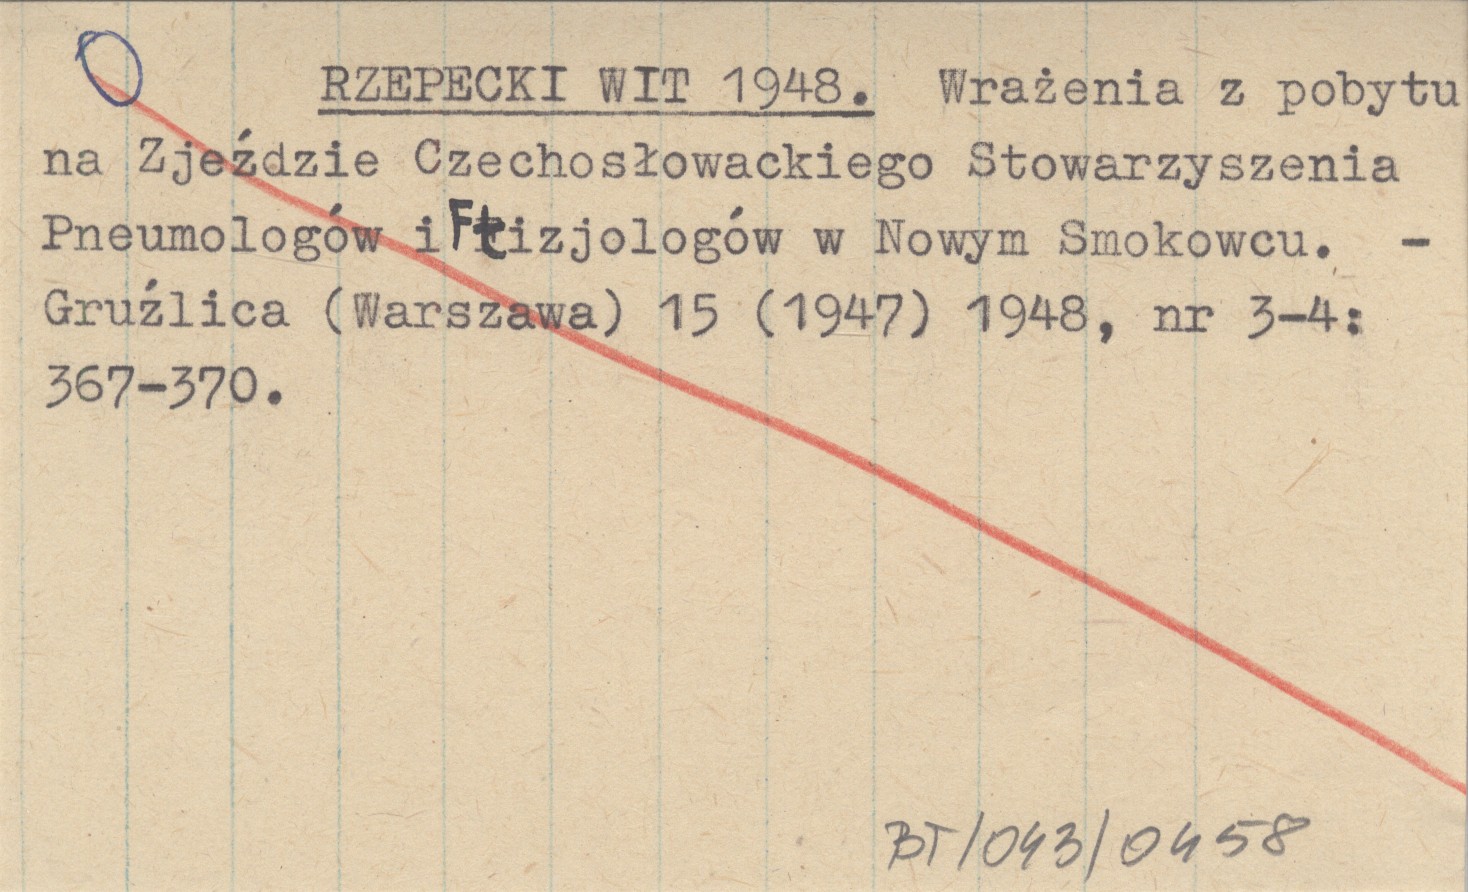 RZEPECKI WIT 1948. Wrażenia z pobytu
na Zjeździe Czechosłowackiego Stowarzyszenia
Pneumologów i Ftizjologów w Nowym Smokowcu. -
Gruźlica (Warszawa) 15 (1947) 1948, nr 3-4:
367-370.
BT/043/0458